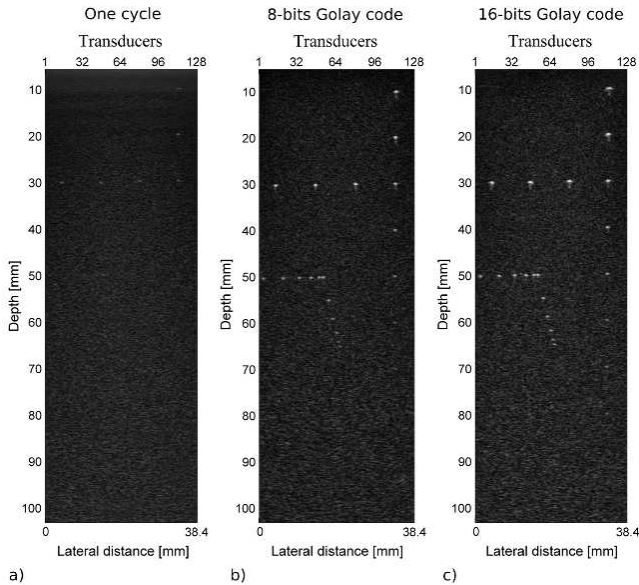 One cycle 8-bits Golay code 16-bits Golay code
Transducers Transducers Transducers
1 32 64 96 128 1 32 64 96 128 1 32 64 96 128
10 10 10
20 20 20
30 30 30
40 40 40
50 50 50
60 60 60
70 70 70
80 80 80
90 90 90
100 100 100
Depth [mm] Depth [mm] Depth [mm]
0 38.4 0 38.4 0 38.4
Lateral distance [mm] Lateral distance [mm] Lateral distance [mm]
a) b) c)